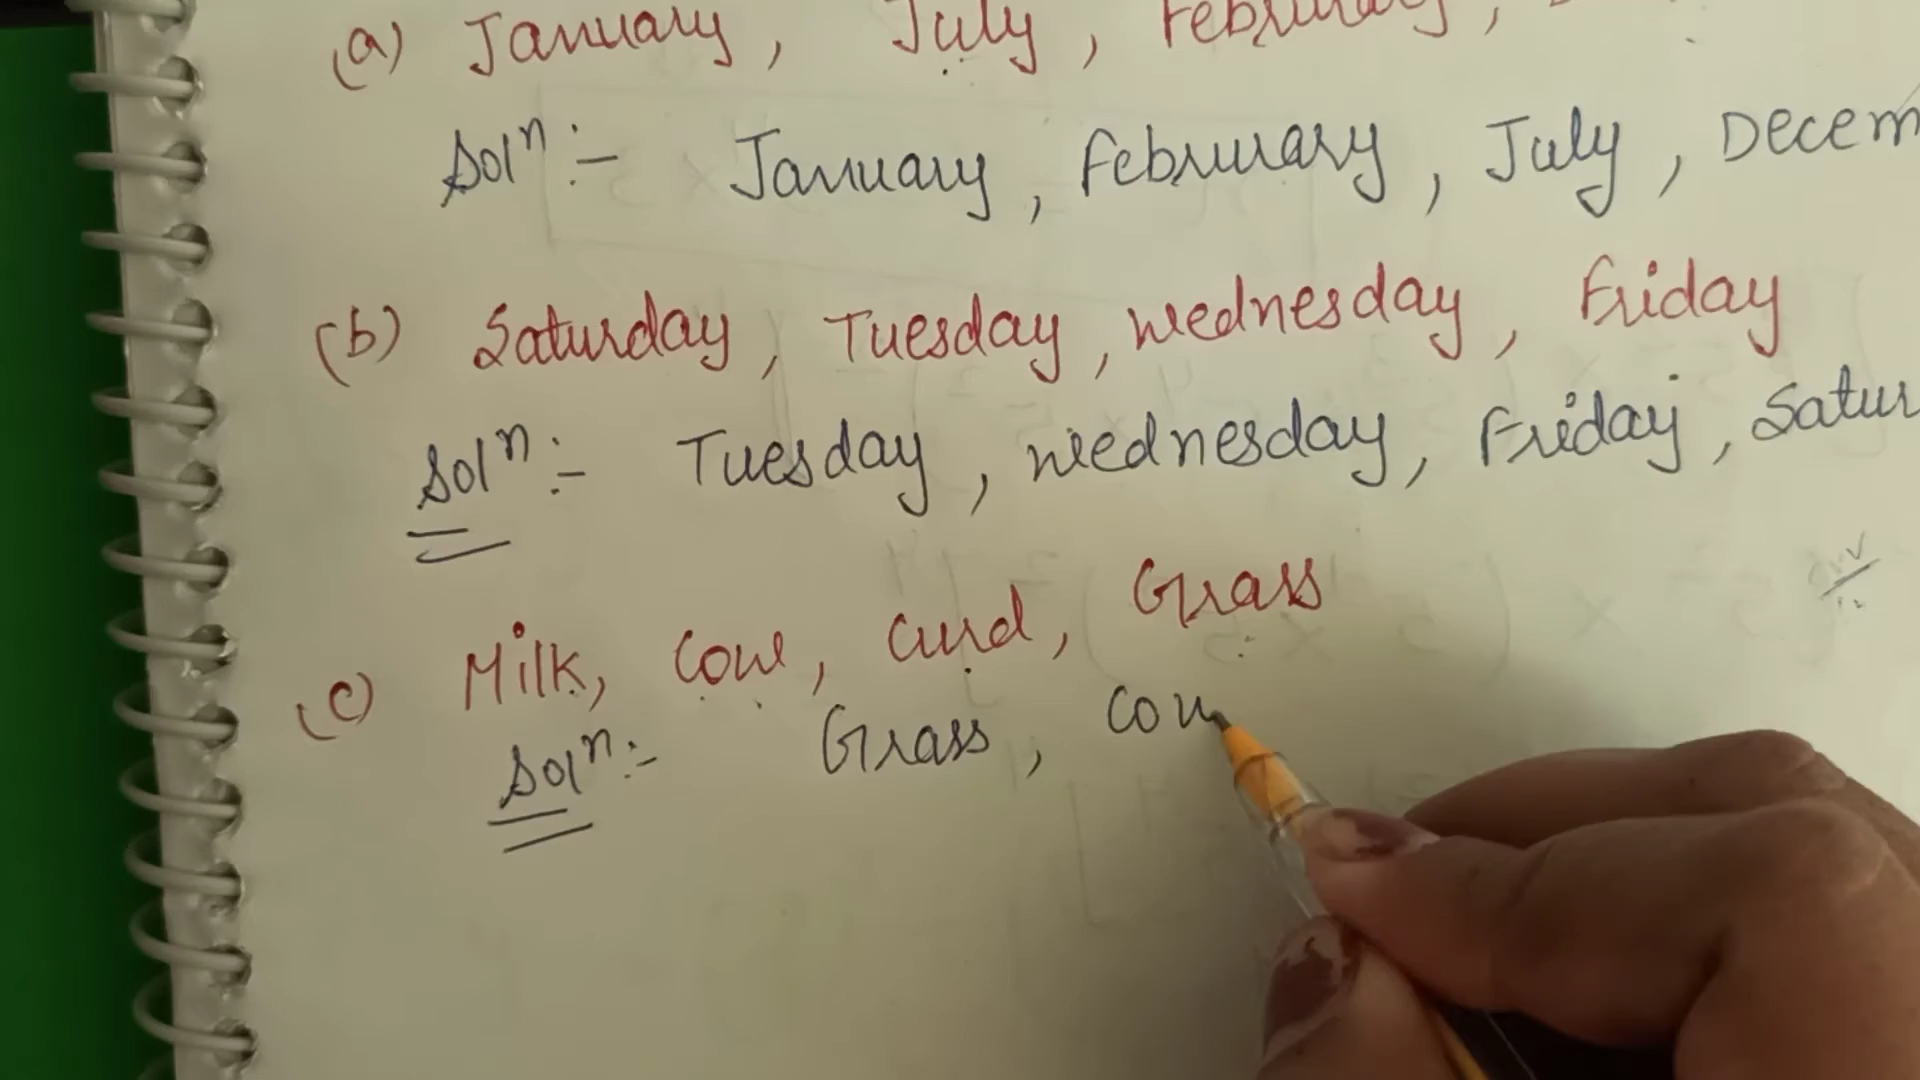 (a) January, July, February,
Solⁿ:- January, February, July, Decem
(b) Saturday, Tuesday, Wednesday, Friday
Solⁿ:- Tuesday, Wednesday, Friday, Satur
(c) Milk, Cow, Curd, Grass
Solⁿ:- Grass, Cow